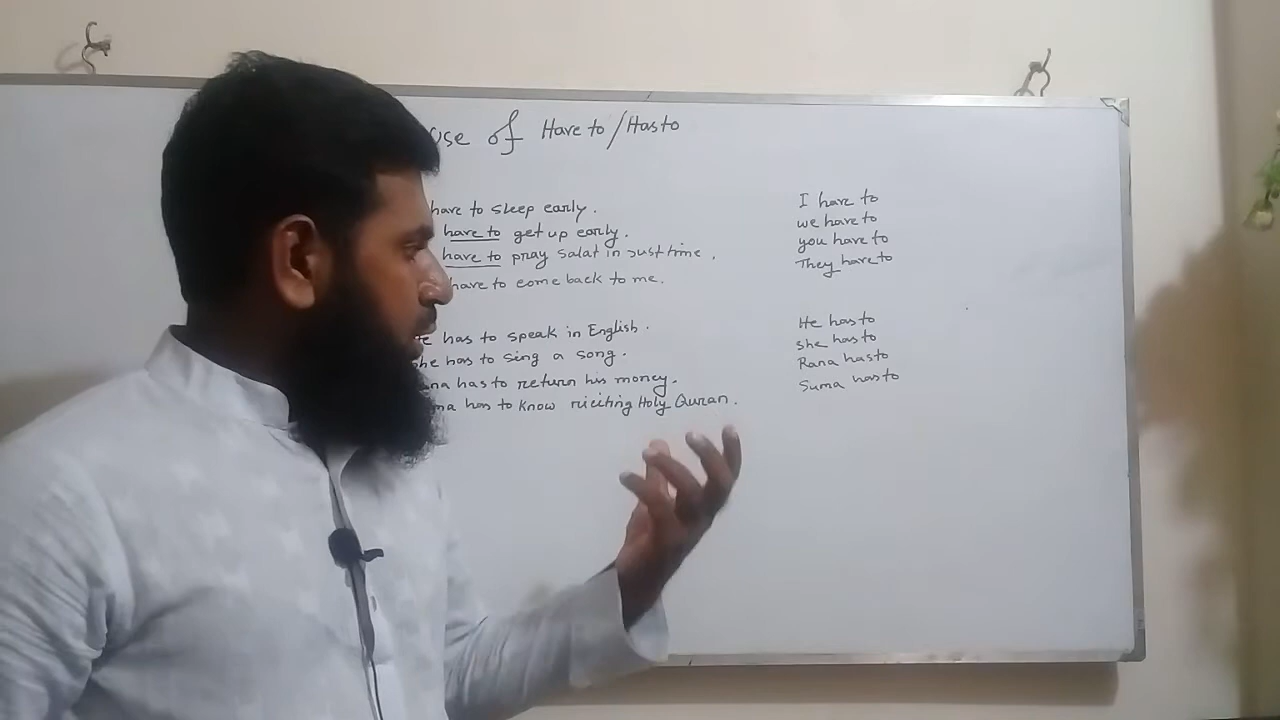 Use of Have to / Has to
have to sleep early.
have to get up early.
have to pray Salat in Just time.
have to come back to me.
He has to speak in English.
She has to sing a song.
Rana has to return his money.
Suma has to know riciting Holy Quran.
I have to
we have to
you have to
They have to
He has to
she has to
Rana has to
Suma has to